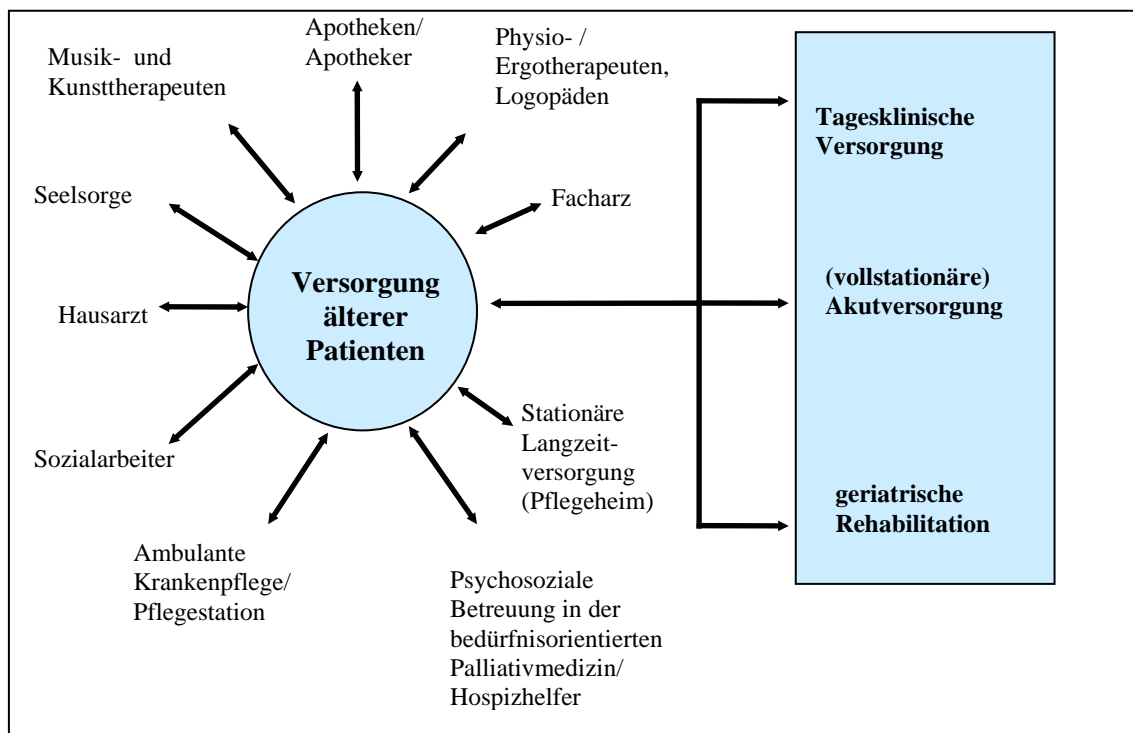 Apotheken/
Apotheker
Musik- und
Kunsttherapeuten
Physio- /
Ergotherapeuten,
Logopäden
Seelsorge
Facharz
Hausarzt
Versorgung
älterer
Patienten
Sozialarbeiter
Stationäre
Langzeit-
versorgung
(Pflegeheim)
Ambulante
Krankenpflege/
Pflegestation
Psychosoziale
Betreuung in der
bedürfnisorientierten
Palliativmedizin/
Hospizhelfer
Tagesklinische
Versorgung
(vollstationäre)
Akutversorgung
geriatrische
Rehabilitation